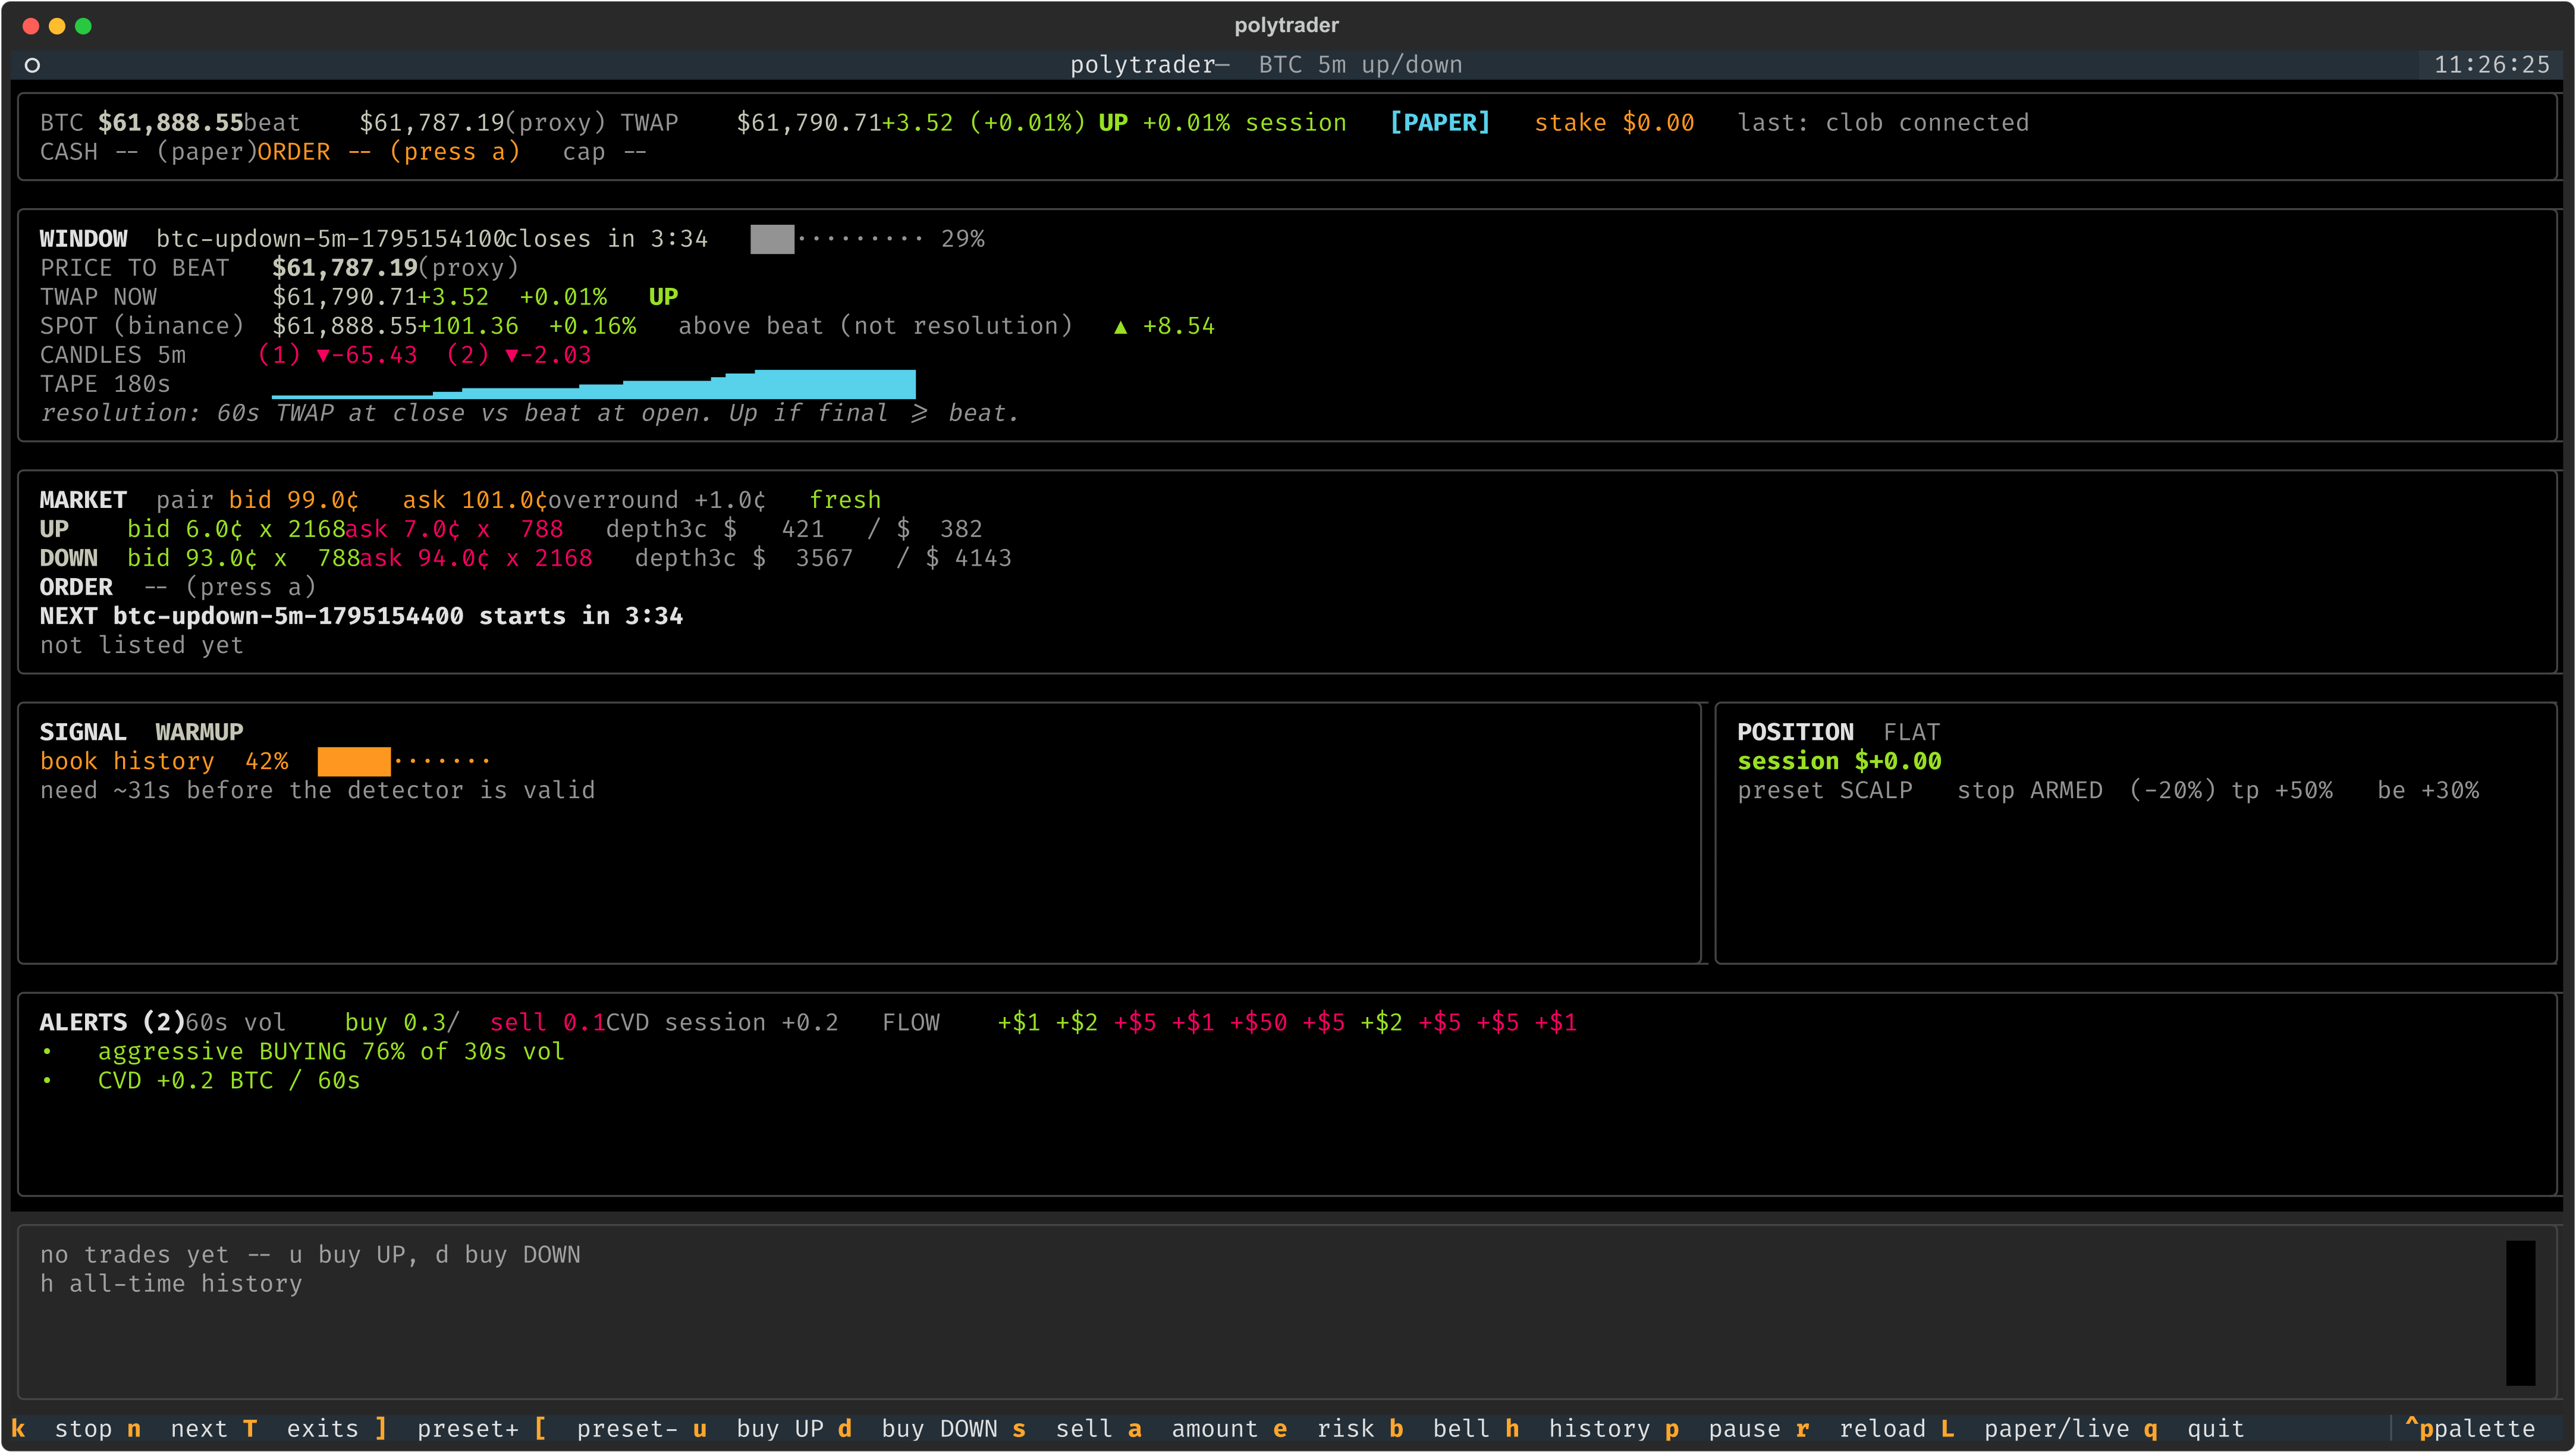 polytrader
polytrader— BTC 5m up/down 11:26:25
BTC $61,888.55beat $61,787.19(proxy) TWAP $61,790.71+3.52 (+0.01%) UP +0.01% session [PAPER] stake $0.00 last: clob connected
CASH -- (paper)ORDER -- (press a) cap --
WINDOW btc-updown-5m-1795154100closes in 3:34 ········· 29%
PRICE TO BEAT $61,787.19(proxy)
TWAP NOW $61,790.71+3.52 +0.01% UP
SPOT (binance) $61,888.55+101.36 +0.16% above beat (not resolution) ▲ +8.54
CANDLES 5m (1) ▼-65.43 (2) ▼-2.03
TAPE 180s
resolution: 60s TWAP at close vs beat at open. Up if final ⩾ beat.
MARKET pair bid 99.0¢ ask 101.0¢overround +1.0¢ fresh
UP bid 6.0¢ x 2168ask 7.0¢ x 788 depth3c $ 421 / $ 382
DOWN bid 93.0¢ x 788ask 94.0¢ x 2168 depth3c $ 3567 / $ 4143
ORDER -- (press a)
NEXT btc-updown-5m-1795154400 starts in 3:34
not listed yet
SIGNAL WARMUP
book history 42% ·······
need ~31s before the detector is valid
POSITION FLAT
session $+0.00
preset SCALP stop ARMED (-20%) tp +50% be +30%
ALERTS (2)60s vol buy 0.3/ sell 0.1CVD session +0.2 FLOW +$1 +$2 +$5 +$1 +$50 +$5 +$2 +$5 +$5 +$1
• aggressive BUYING 76% of 30s vol
• CVD +0.2 BTC / 60s
no trades yet -- u buy UP, d buy DOWN
h all-time history
k stop n next T exits ] preset+ [ preset- u buy UP d buy DOWN s sell a amount e risk b bell h history p pause r reload L paper/live q quit ^ppalette